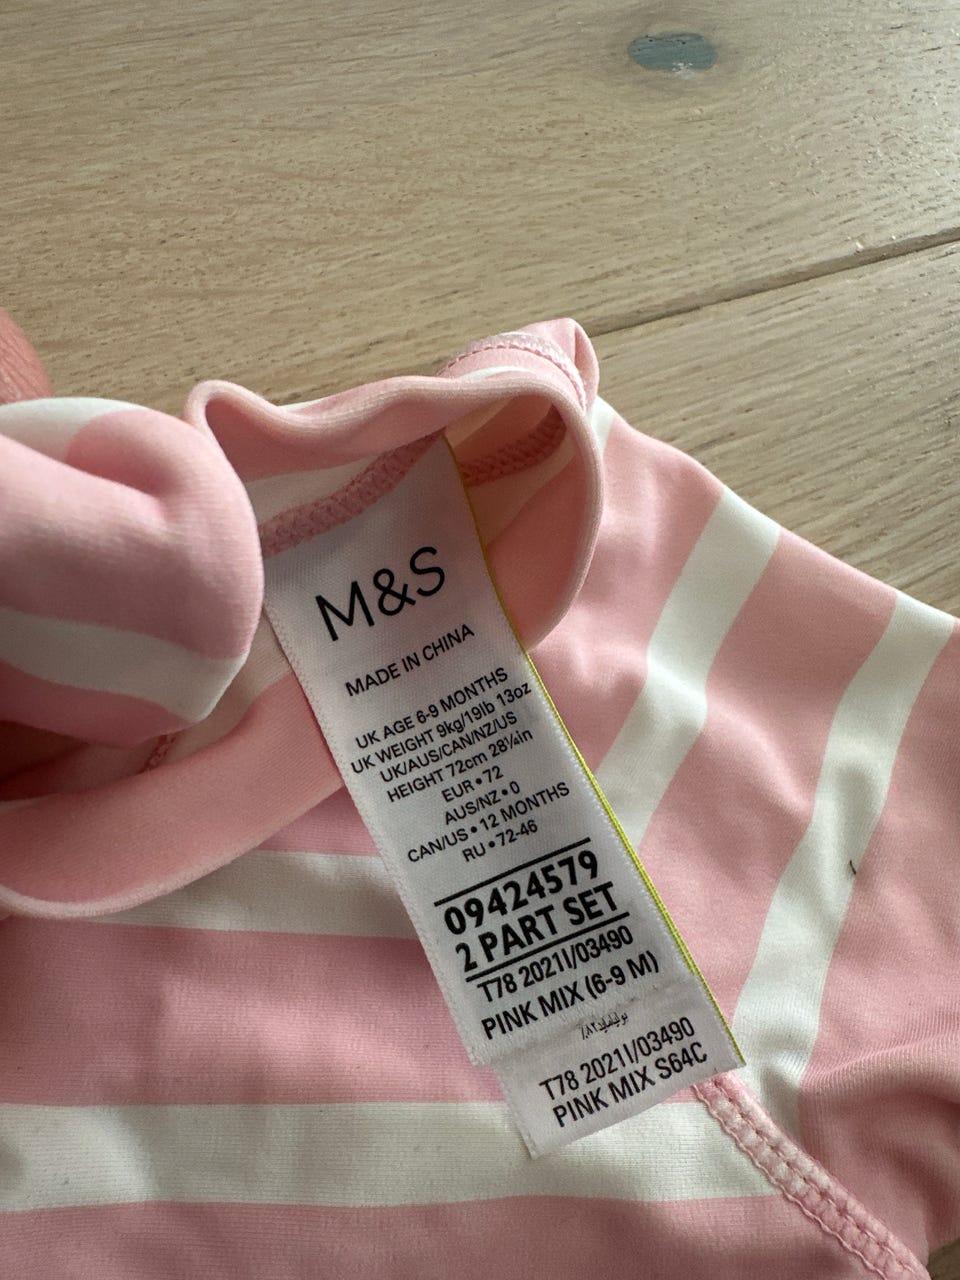 M&S
MADE IN CHINA
UK AGE 6-9 MONTHS
UK WEIGHT 9kg/19lb 13oz
UK/AUS/CAN/NZ/US
HEIGHT 72cm 28¼in
EUR • 72
AUS/NZ • 0
CAN/US • 12 MONTHS
RU • 72-46
09424579
2 PART SET
T78 2021I/03490
PINK MIX (6-9 M)
T78 2021I/03490
PINK MIX S64C